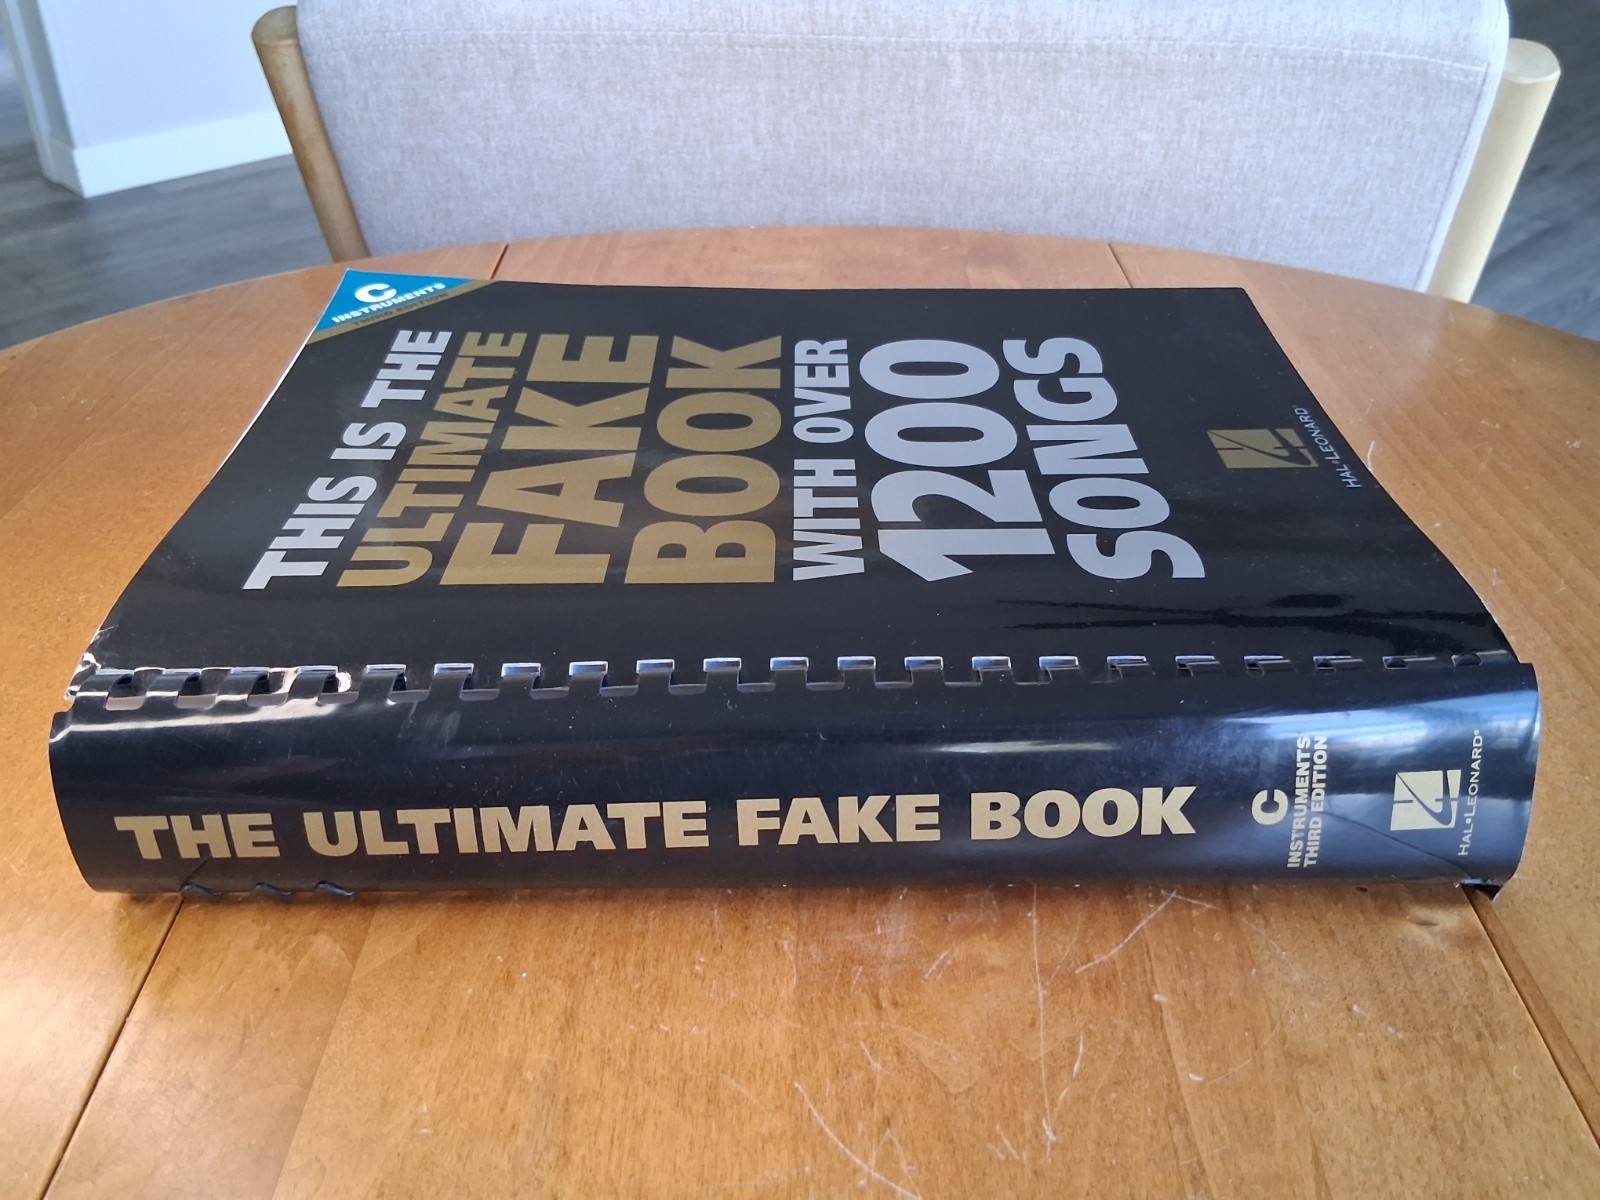 C
INSTRUMENTS
THIRD EDITION
THIS IS THE
ULTIMATE
FAKE
BOOK
WITH OVER
1200
SONGS
HAL•LEONARD®
THE ULTIMATE FAKE BOOK
C
INSTRUMENTS
THIRD EDITION
HAL•LEONARD®